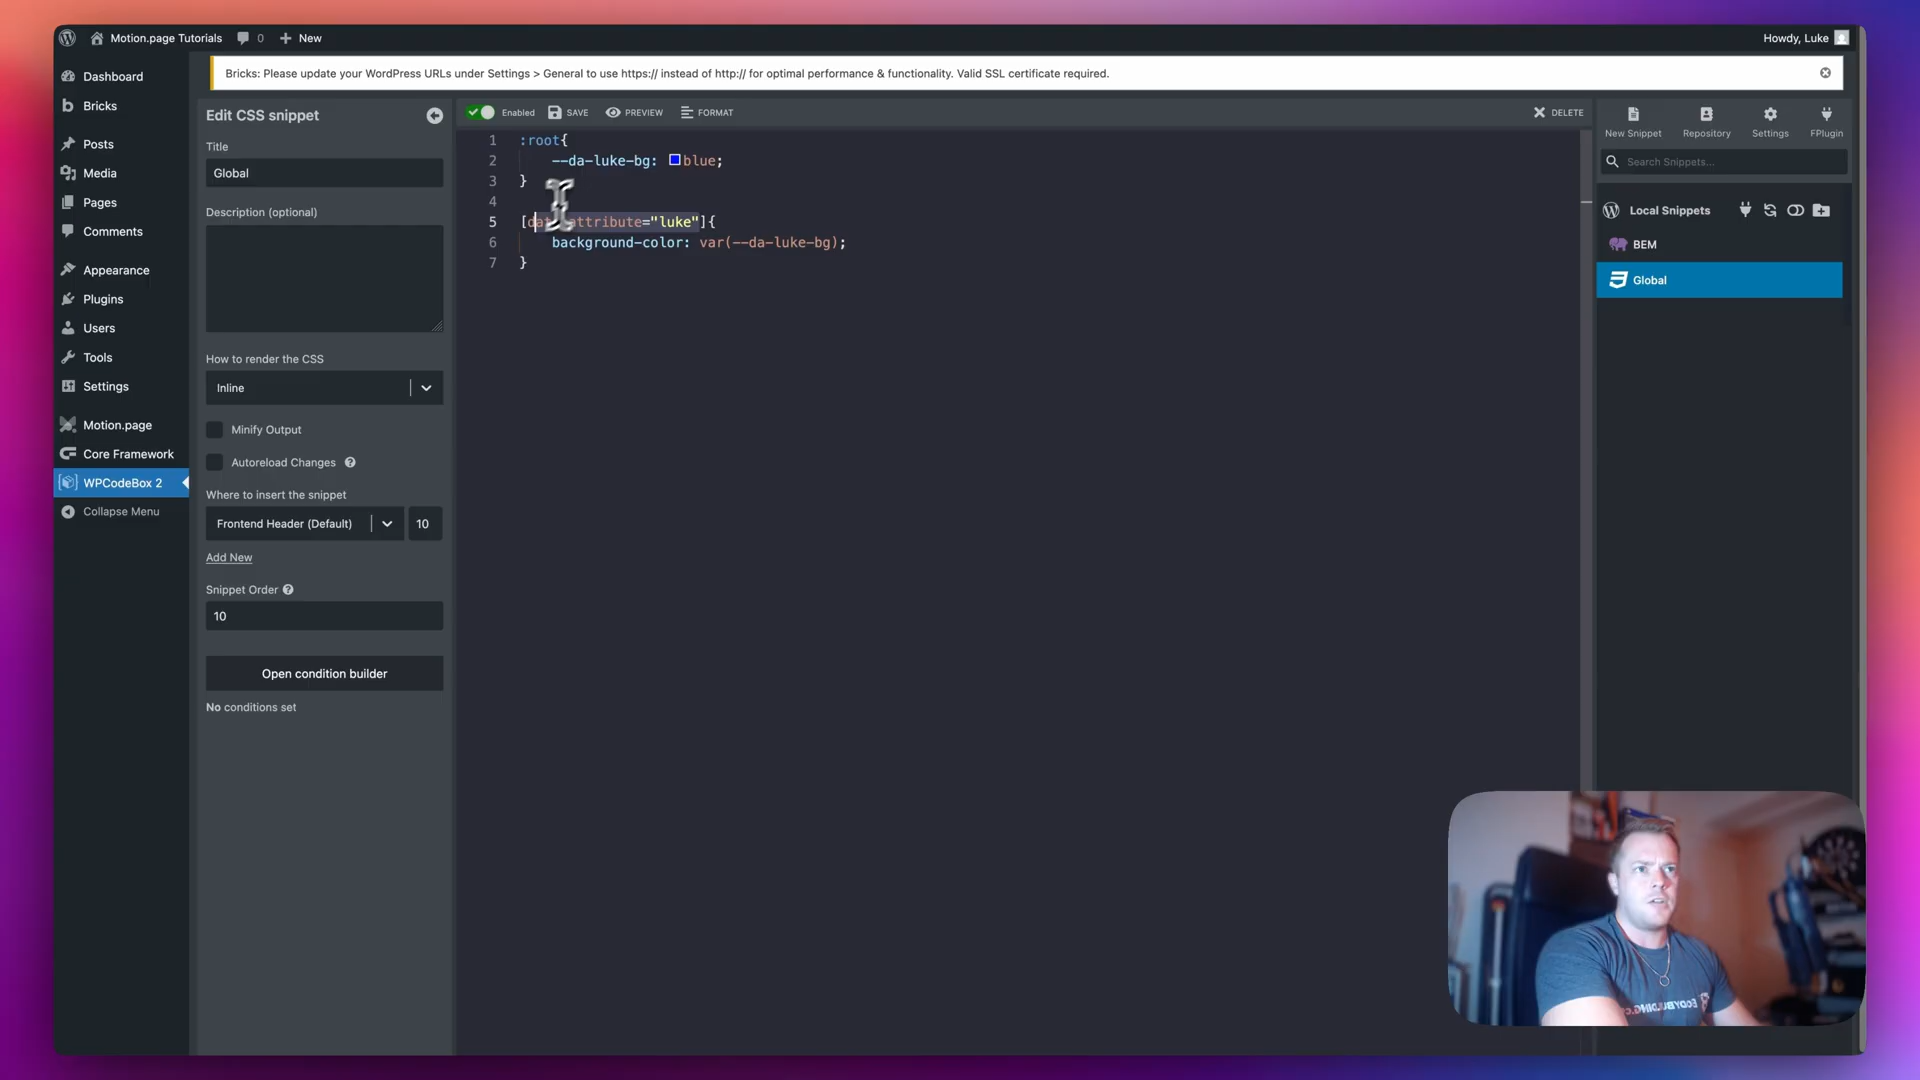 Motion.page Tutorials
0
New
Howdy, Luke
Dashboard
Bricks
Posts
Media
Pages
Comments
Appearance
Plugins
Users
Tools
Settings
Motion.page
Core Framework
WPCodeBox 2
Collapse Menu
Bricks: Please update your WordPress URLs under Settings > General to use https:// instead of http:// for optimal performance & functionality. Valid SSL certificate required.
Edit CSS snippet
Title
Global
Description (optional)
How to render the CSS
Inline
Minify Output
Autoreload Changes
Where to insert the snippet
Frontend Header (Default)
10
Add New
Snippet Order
10
Open condition builder
No conditions set
Enabled
SAVE
PREVIEW
FORMAT
DELETE
1 :root{
2 --da-luke-bg: blue;
3 }
4
5 attribute="luke"]{
6 background-color: var(--da-luke-bg);
7 }
New Snippet
Repository
Settings
FPlugin
Search Snippets...
Local Snippets
BEM
Global